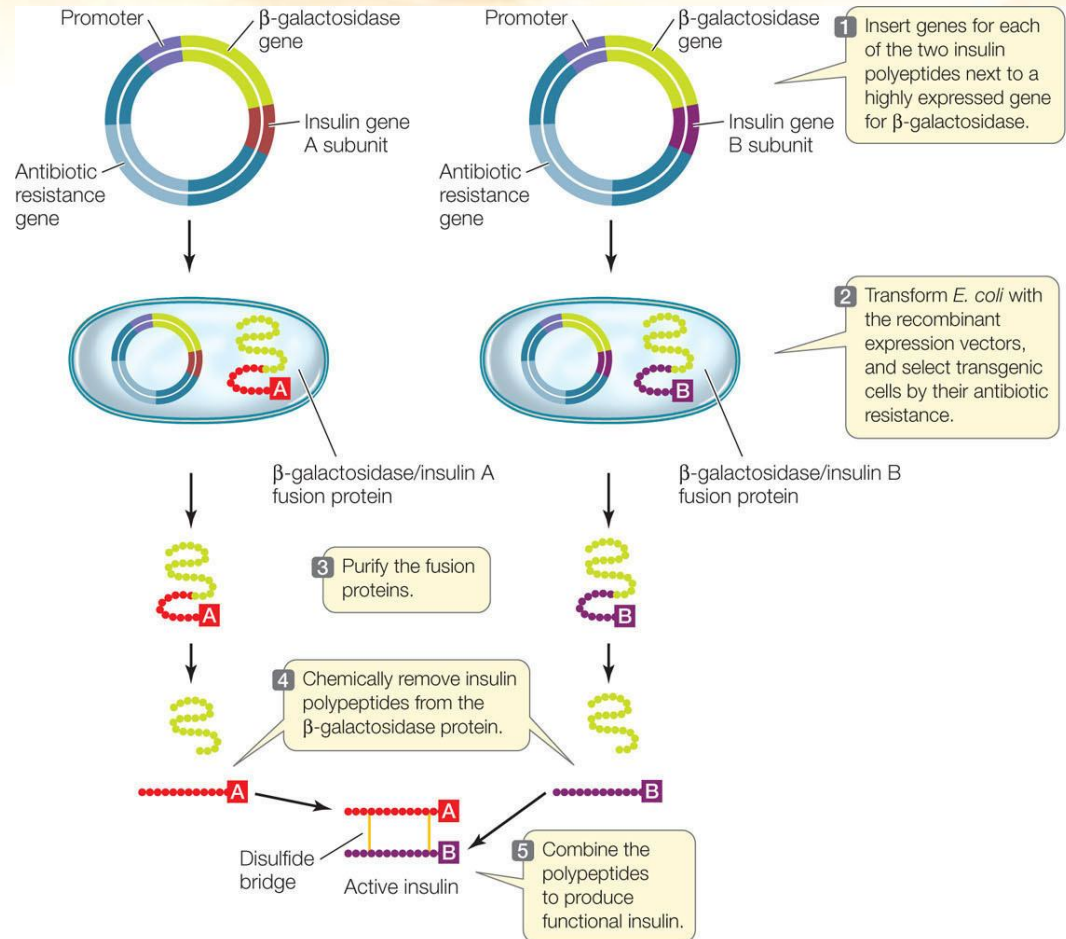 Promoter
β-galactosidase
gene
Insulin gene
A subunit
Antibiotic
resistance
gene
Promoter
β-galactosidase
gene
Insulin gene
B subunit
Antibiotic
resistance
gene
1 Insert genes for each
of the two insulin
polyeptides next to a
highly expressed gene
for β-galactosidase.
A
β-galactosidase/insulin A
fusion protein
B
β-galactosidase/insulin B
fusion protein
2 Transform E. coli with
the recombinant
expression vectors,
and select transgenic
cells by their antibiotic
resistance.
A
3 Purify the fusion
proteins.
B
4 Chemically remove insulin
polypeptides from the
β-galactosidase protein.
A
B
A
B
Disulfide
bridge
Active insulin
5 Combine the
polypeptides
to produce
functional insulin.